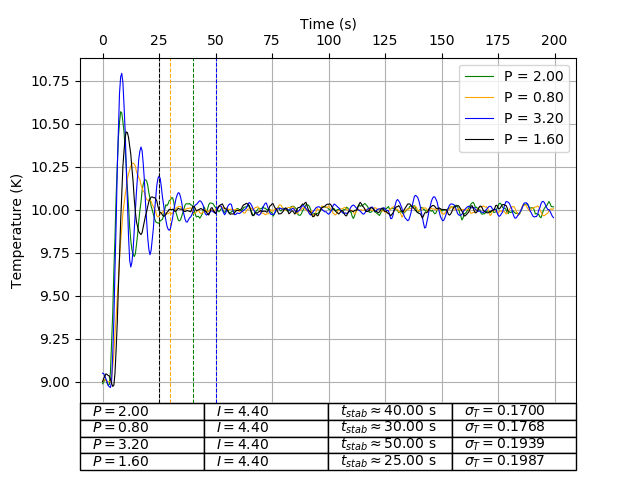 Time (s)
0 25 50 75 100 125 150 175 200
P = 2.00
P = 0.80
P = 3.20
P = 1.60
10.75
10.50
10.25
10.00
9.75
9.50
9.25
9.00
Temperature (K)
P = 2.00 I = 4.40 t_stab ≈ 40.00 s σ_T = 0.1700
P = 0.80 I = 4.40 t_stab ≈ 30.00 s σ_T = 0.1768
P = 3.20 I = 4.40 t_stab ≈ 50.00 s σ_T = 0.1939
P = 1.60 I = 4.40 t_stab ≈ 25.00 s σ_T = 0.1987